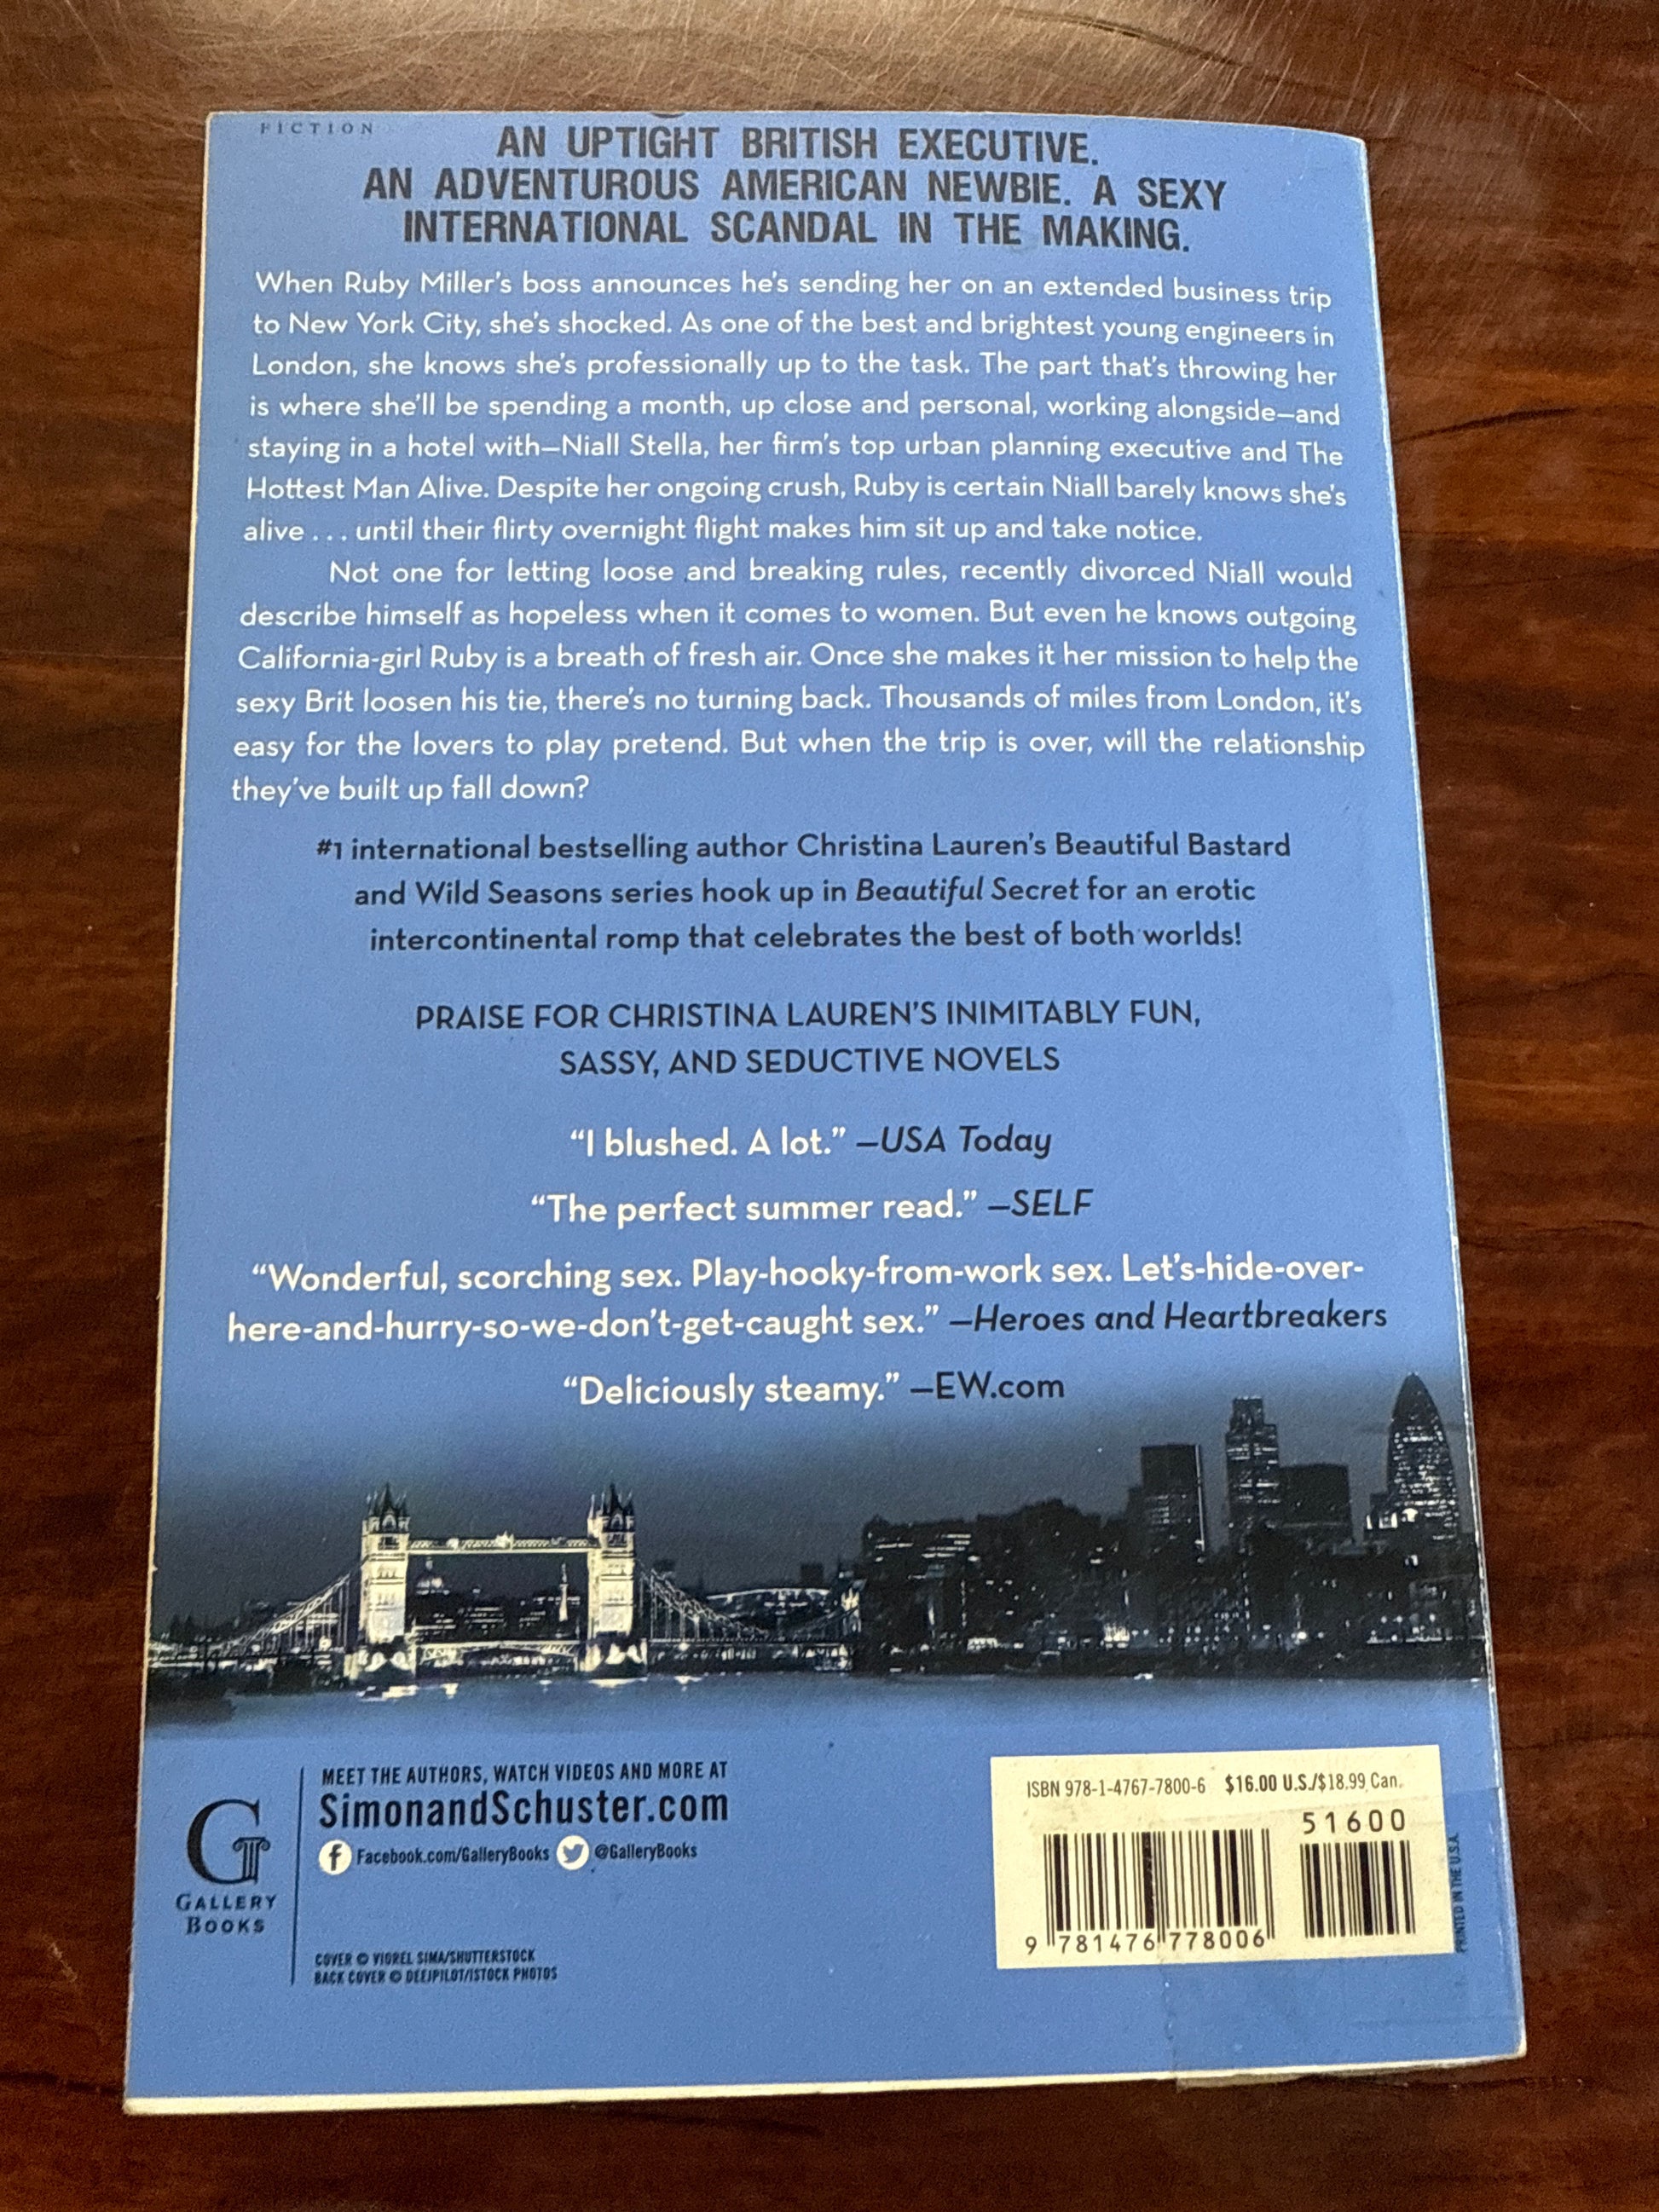 FICTION
AN UPTIGHT BRITISH EXECUTIVE.
AN ADVENTUROUS AMERICAN NEWBIE. A SEXY
INTERNATIONAL SCANDAL IN THE MAKING.
When Ruby Miller's boss announces he's sending her on an extended business trip
to New York City, she's shocked. As one of the best and brightest young engineers in
London, she knows she's professionally up to the task. The part that's throwing her
is where she'll be spending a month, up close and personal, working alongside—and
staying in a hotel with—Niall Stella, her firm's top urban planning executive and The
Hottest Man Alive. Despite her ongoing crush, Ruby is certain Niall barely knows she's
alive . . . until their flirty overnight flight makes him sit up and take notice.
Not one for letting loose and breaking rules, recently divorced Niall would
describe himself as hopeless when it comes to women. But even he knows outgoing
California-girl Ruby is a breath of fresh air. Once she makes it her mission to help the
sexy Brit loosen his tie, there's no turning back. Thousands of miles from London, it's
easy for the lovers to play pretend. But when the trip is over, will the relationship
they've built up fall down?
#1 international bestselling author Christina Lauren's Beautiful Bastard
and Wild Seasons series hook up in Beautiful Secret for an erotic
intercontinental romp that celebrates the best of both worlds!
PRAISE FOR CHRISTINA LAUREN'S INIMITABLY FUN,
SASSY, AND SEDUCTIVE NOVELS
“I blushed. A lot.” —USA Today
“The perfect summer read.” —SELF
“Wonderful, scorching sex. Play-hooky-from-work sex. Let's-hide-over-
here-and-hurry-so-we-don't-get-caught sex.” —Heroes and Heartbreakers
“Deliciously steamy.” —EW.com
MEET THE AUTHORS, WATCH VIDEOS AND MORE AT
SimonandSchuster.com
Facebook.com/GalleryBooks @GalleryBooks
G
GALLERY
BOOKS
COVER © VIOREL SIMA/SHUTTERSTOCK
BACK COVER © DEEJPILOT/ISTOCK PHOTOS
ISBN 978-1-4767-7800-6 $16.00 U.S./$18.99 Can.
51600
9 781476 778006
PRINTED IN THE U.S.A.